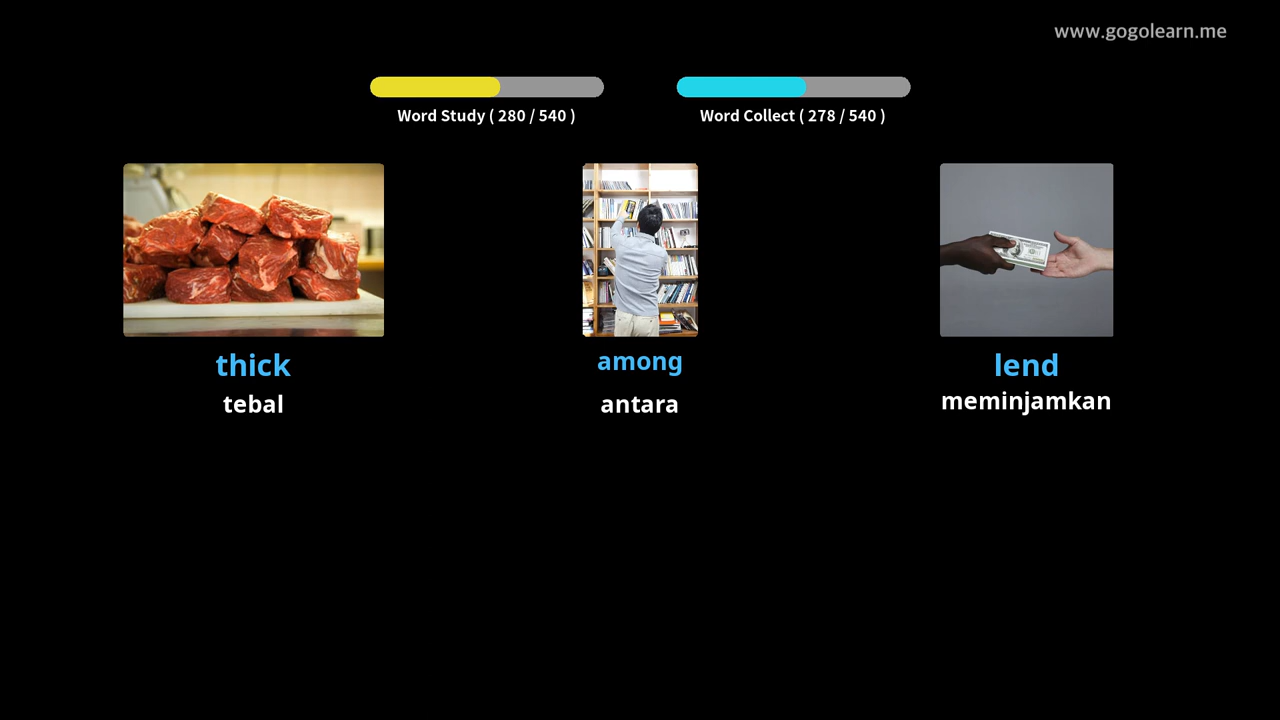 www.gogolearn.me
Word Study ( 280 / 540 )
Word Collect ( 278 / 540 )
thick
tebal
among
antara
lend
meminjamkan